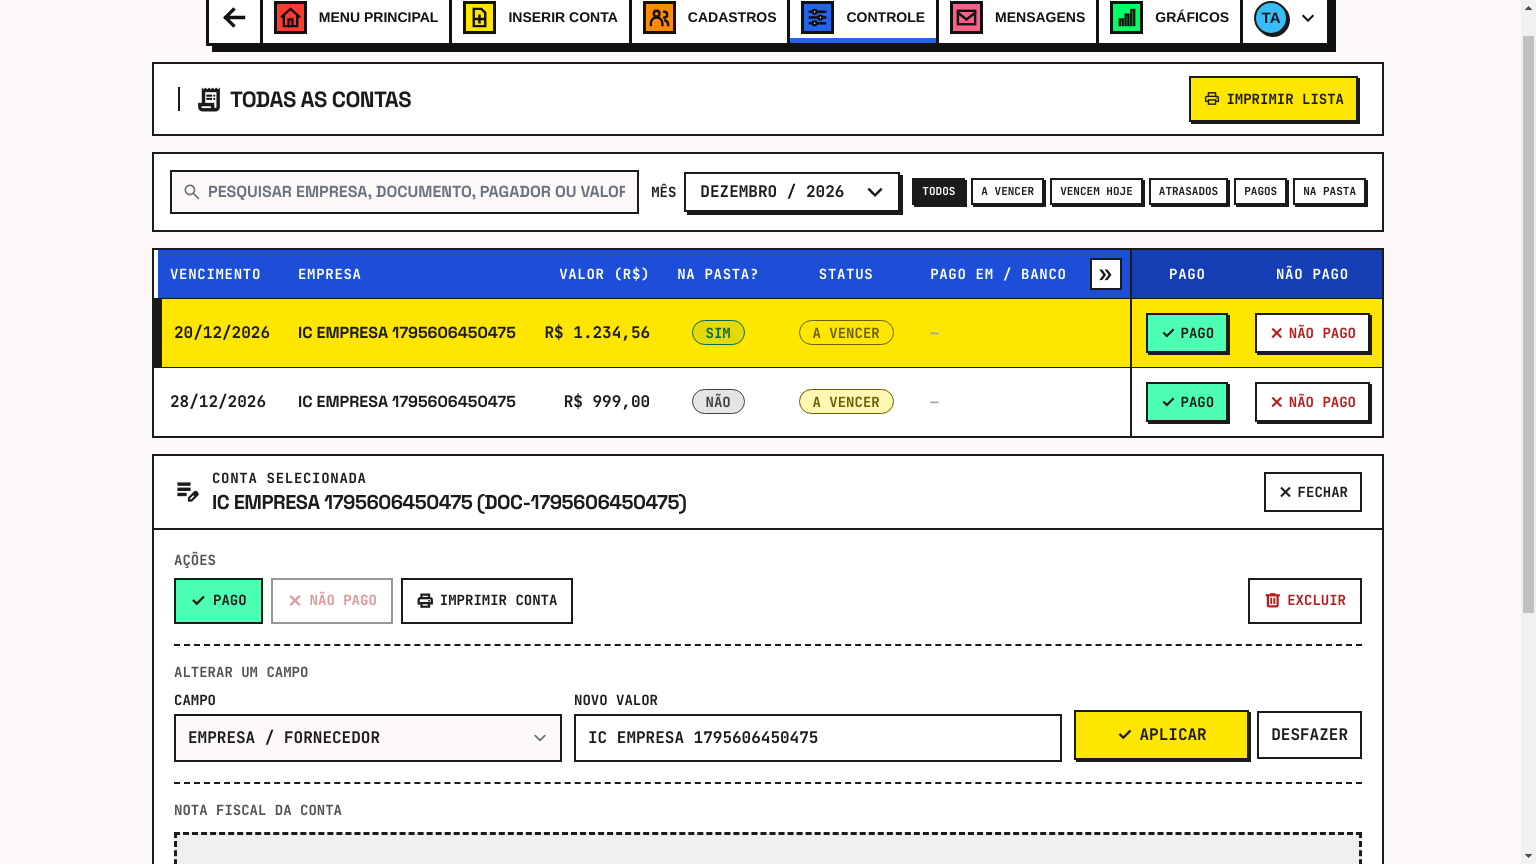 MENU PRINCIPAL INSERIR CONTA CADASTROS CONTROLE MENSAGENS GRÁFICOS TA
TODAS AS CONTAS IMPRIMIR LISTA
PESQUISAR EMPRESA, DOCUMENTO, PAGADOR OU VALOR MÊS DEZEMBRO / 2026 TODOS A VENCER VENCEM HOJE ATRASADOS PAGOS NA PASTA
VENCIMENTO EMPRESA VALOR (R$) NA PASTA? STATUS PAGO EM / BANCO » PAGO NÃO PAGO
20/12/2026 IC EMPRESA 1795606450475 R$ 1.234,56 SIM A VENCER — PAGO NÃO PAGO
28/12/2026 IC EMPRESA 1795606450475 R$ 999,00 NÃO A VENCER — PAGO NÃO PAGO
CONTA SELECIONADA
IC EMPRESA 1795606450475 (DOC-1795606450475) FECHAR
AÇÕES
PAGO NÃO PAGO IMPRIMIR CONTA EXCLUIR
ALTERAR UM CAMPO
CAMPO NOVO VALOR
EMPRESA / FORNECEDOR IC EMPRESA 1795606450475 APLICAR DESFAZER
NOTA FISCAL DA CONTA